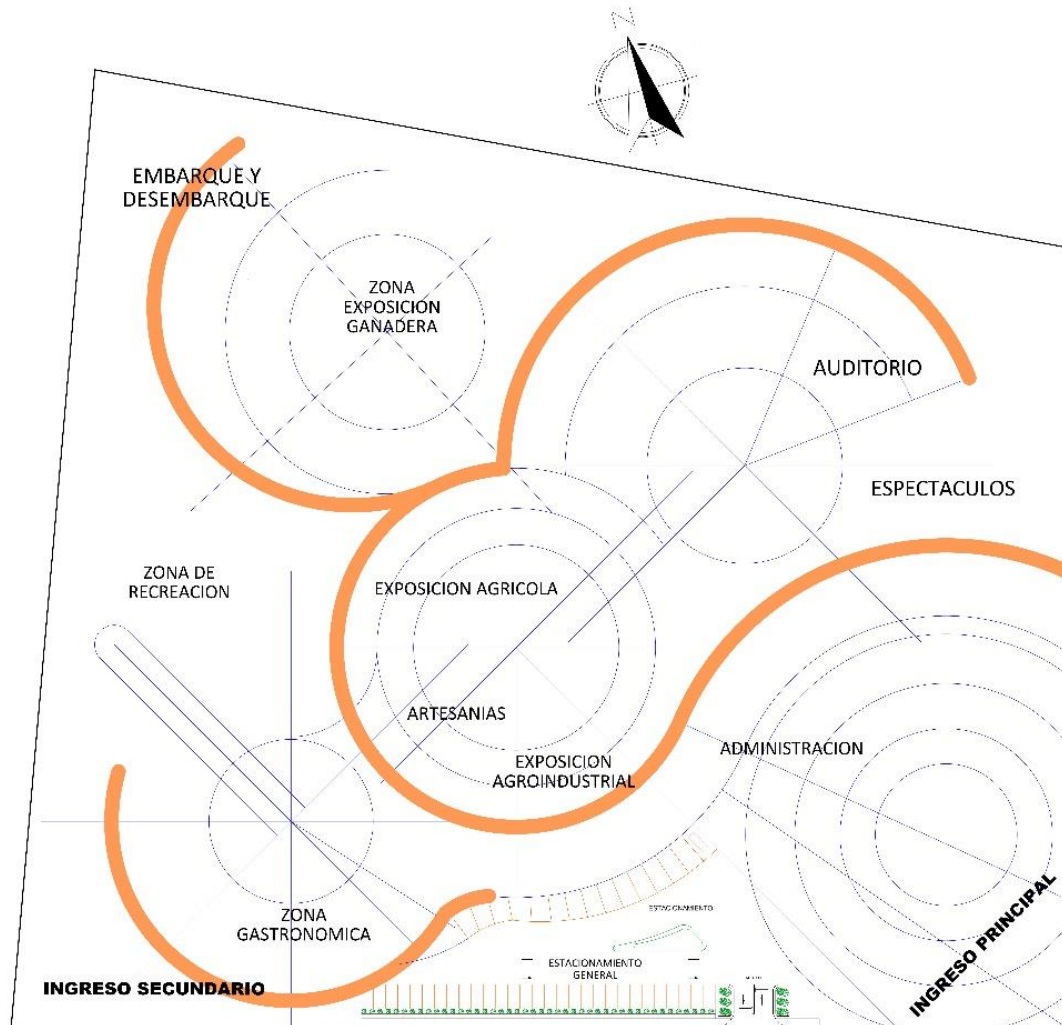 N
EMBARQUE Y
DESEMBARQUE
ZONA
EXPOSICION
GANADERA
AUDITORIO
ESPECTACULOS
ZONA DE
RECREACION
EXPOSICION AGRICOLA
ARTESANIAS
EXPOSICION
AGROINDUSTRIAL
ADMINISTRACION
ZONA
GASTRONOMICA
ESTACIONAMIENTO
ESTACIONAMIENTO
GENERAL
INGRESO SECUNDARIO
INGRESO PRINCIPAL